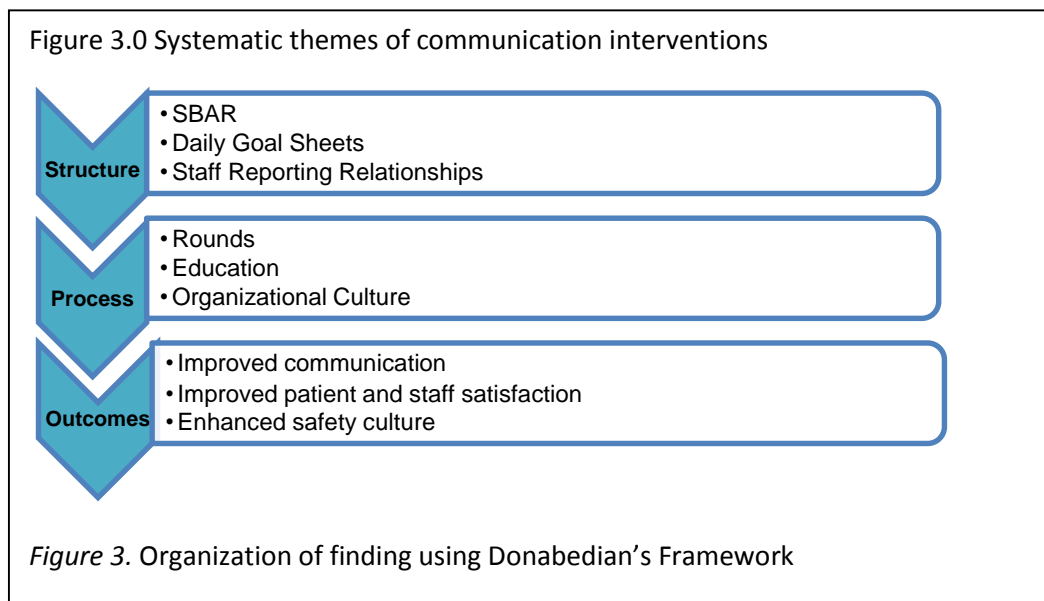 Figure 3.0 Systematic themes of communication interventions
Structure
• SBAR
• Daily Goal Sheets
• Staff Reporting Relationships
Process
• Rounds
• Education
• Organizational Culture
Outcomes
• Improved communication
• Improved patient and staff satisfaction
• Enhanced safety culture
Figure 3. Organization of finding using Donabedian’s Framework